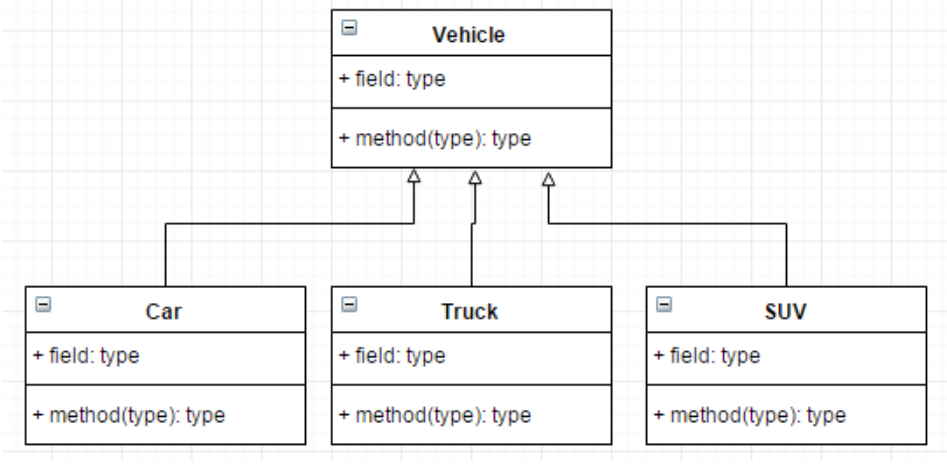 Vehicle
+ field: type
+ method(type): type
Car
+ field: type
+ method(type): type
Truck
+ field: type
+ method(type): type
SUV
+ field: type
+ method(type): type